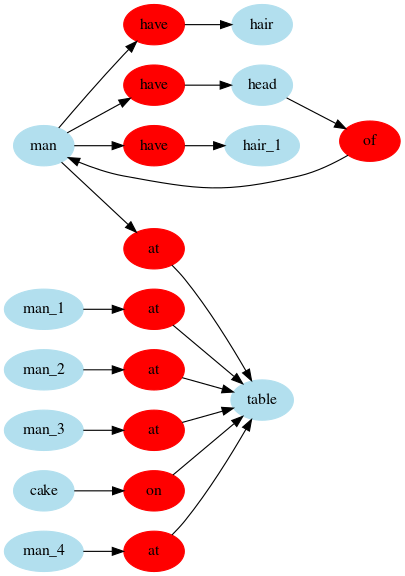 have hair
have head
man have hair_1 of
at
man_1 at
man_2 at
table
man_3 at
cake on
man_4 at